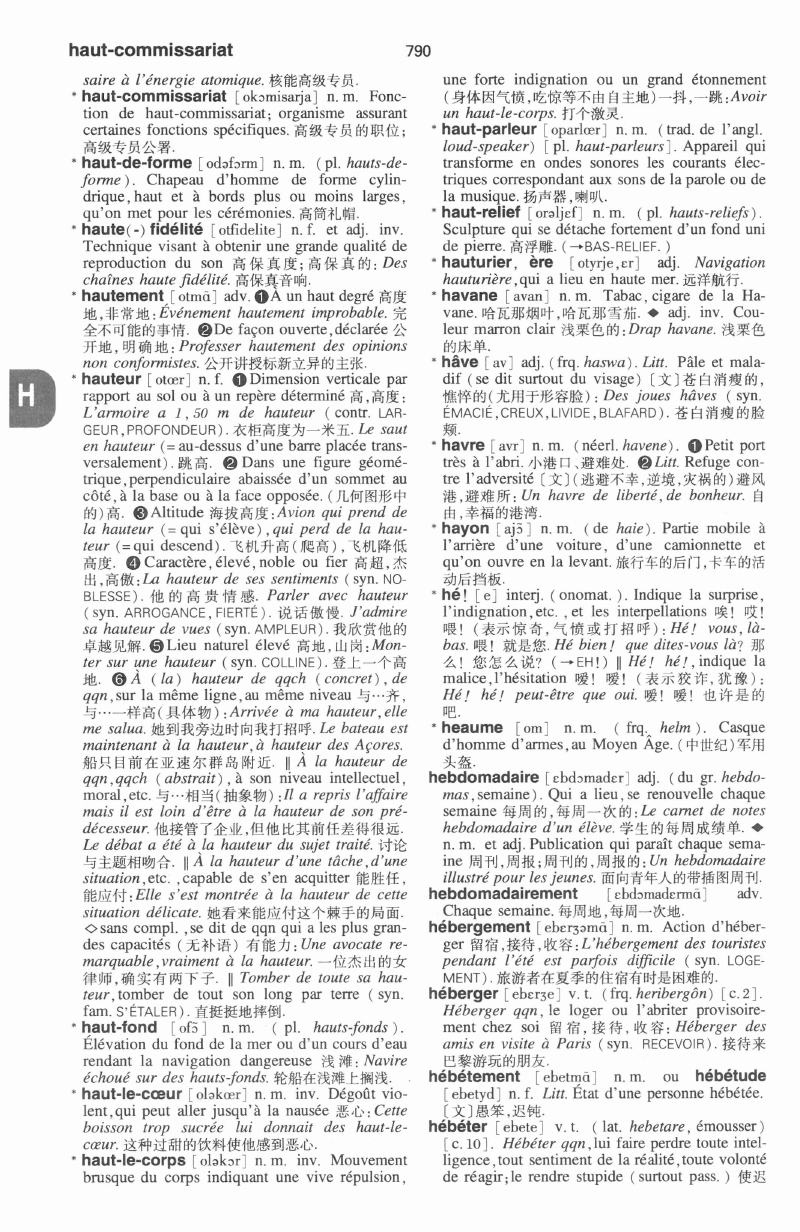 haut-commissariat
790
saire à l'énergie atomique. 核能高级专员.
* haut-commissariat [okɔmisarja] n. m. Fonc-
tion de haut-commissariat; organisme assurant
certaines fonctions spécifiques. 高级专员的职位;
高级专员公署.
* haut-de-forme [odəfɔrm] n. m. (pl. hauts-de-
forme). Chapeau d'homme de forme cylin-
drique, haut et à bords plus ou moins larges,
qu'on met pour les cérémonies. 高筒礼帽.
* haute(-) fidélité [otfidelite] n. f. et adj. inv.
Technique visant à obtenir une grande qualité de
reproduction du son 高保真度;高保真的: Des
chaînes haute fidélité. 高保真音响.
* hautement [otmɑ̃] adv. ❶À un haut degré 高度
地,非常地: Événement hautement improbable. 完
全不可能的事情. ❷De façon ouverte, déclarée 公
开地,明确地: Professer hautement des opinions
non conformistes. 公开讲授标新立异的主张.
* hauteur [otœr] n. f. ❶Dimension verticale par
rapport au sol ou à un repère déterminé 高,高度:
L'armoire a 1,50 m de hauteur (contr. LAR-
GEUR, PROFONDEUR). 衣柜高度为一米五. Le saut
en hauteur (= au-dessus d'une barre placée trans-
versalement). 跳高. ❷ Dans une figure géomé-
trique, perpendiculaire abaissée d'un sommet au
côté, à la base ou à la face opposée. (几何图形中
的)高. ❸Altitude 海拔高度: Avion qui prend de
la hauteur (= qui s'élève), qui perd de la hau-
teur (= qui descend). 飞机升高(爬高),飞机降低
高度. ❹ Caractère, élevé, noble ou fier 高超,杰
出,高傲: La hauteur de ses sentiments (syn. NO-
BLESSE). 他的高贵情感. Parler avec hauteur
(syn. ARROGANCE, FIERTÉ). 说话傲慢. J'admire
sa hauteur de vues (syn. AMPLEUR). 我欣赏他的
卓越见解. ❺Lieu naturel élevé 高地,山岗: Mon-
ter sur une hauteur (syn. COLLINE). 登上一个高
地. ❻ À (la) hauteur de qqch (concret), de
qqn, sur la même ligne, au même niveau 与…齐,
与…一样高(具体物): Arrivée à ma hauteur, elle
me salua. 她到我旁边时向我打招呼. Le bateau est
maintenant à la hauteur, à hauteur des Açores.
船只目前在亚速尔群岛附近. ‖ À la hauteur de
qqn, qqch (abstrait), à son niveau intellectuel,
moral, etc. 与…相当(抽象物): Il a repris l'affaire
mais il est loin d'être à la hauteur de son pré-
décesseur. 他接管了企业,但他比其前任差得很远.
Le débat a été à la hauteur du sujet traité. 讨论
与主题相吻合. ‖ À la hauteur d'une tâche, d'une
situation, etc. , capable de s'en acquitter 能胜任,
能应付: Elle s'est montrée à la hauteur de cette
situation délicate. 她看来能应付这个棘手的局面.
◇sans compl. , se dit de qqn qui a les plus gran-
des capacités (无补语) 有能力: Une avocate re-
marquable, vraiment à la hauteur. 一位杰出的女
律师,确实有两下子. ‖ Tomber de toute sa hau-
teur, tomber de tout son long par terre (syn.
fam. S'ÉTALER). 直挺挺地摔倒.
* haut-fond [ofɔ̃] n. m. (pl. hauts-fonds).
Élévation du fond de la mer ou d'un cours d'eau
rendant la navigation dangereuse 浅滩: Navire
échoué sur des hauts-fonds. 轮船在浅滩上搁浅.
* haut-le-cœur [oləkœr] n. m. inv. Dégoût vio-
lent, qui peut aller jusqu'à la nausée 恶心: Cette
boisson trop sucrée lui donnait des haut-le-
cœur. 这种过甜的饮料使他感到恶心.
* haut-le-corps [oləkɔr] n. m. inv. Mouvement
brusque du corps indiquant une vive répulsion,
une forte indignation ou un grand étonnement
(身体因气愤,吃惊等不由自主地)一抖,一跳: Avoir
un haut-le-corps. 打个激灵.
* haut-parleur [oparlœr] n. m. (trad. de l'angl.
loud-speaker) [pl. haut-parleurs]. Appareil qui
transforme en ondes sonores les courants élec-
triques correspondant aux sons de la parole ou de
la musique. 扬声器,喇叭.
* haut-relief [orəljɛf] n. m. (pl. hauts-reliefs).
Sculpture qui se détache fortement d'un fond uni
de pierre. 高浮雕. (→BAS-RELIEF. )
* hauturier, ère [otyrje, ɛr] adj. Navigation
hauturière, qui a lieu en haute mer. 远洋航行.
* havane [avan] n. m. Tabac, cigare de la Ha-
vane. 哈瓦那烟叶,哈瓦那雪茄. ◆ adj. inv. Cou-
leur marron clair 浅栗色的: Drap havane. 浅栗色
的床单.
* hâve [av] adj. (frq. haswa). Litt. Pâle et mala-
dif (se dit surtout du visage) 〔文〕苍白消瘦的,
憔悴的(尤用于形容脸): Des joues hâves (syn.
ÉMACIÉ, CREUX, LIVIDE, BLAFARD). 苍白消瘦的脸
颊.
* havre [avr] n. m. (néerl. havene). ❶Petit port
très à l'abri. 小港口、避难处. ❷Litt. Refuge con-
tre l'adversité 〔文〕(逃避不幸,逆境,灾祸的)避风
港,避难所: Un havre de liberté, de bonheur. 自
由,幸福的港湾.
* hayon [ajɔ̃] n. m. (de haie). Partie mobile à
l'arrière d'une voiture, d'une camionnette et
qu'on ouvre en la levant. 旅行车的后门,卡车的活
动后挡板.
* hé! [e] interj. (onomat. ). Indique la surprise,
l'indignation, etc. , et les interpellations 唉! 哎!
喂! (表示惊奇,气愤或打招呼): Hé! vous, là-
bas. 喂! 就是您. Hé bien! que dites-vous là? 那
么! 您怎么说? (→EH!) ‖ Hé! hé!, indique la
malice, l'hésitation 嗳! 嗳! (表示狡诈,犹豫):
Hé! hé! peut-être que oui. 嗳! 嗳! 也许是的
吧.
* heaume [om] n. m. (frq. helm). Casque
d'homme d'armes, au Moyen Âge. (中世纪)军用
头盔.
hebdomadaire [ɛbdɔmadɛr] adj. (du gr. hebdo-
mas, semaine). Qui a lieu, se renouvelle chaque
semaine 每周的,每周一次的: Le carnet de notes
hebdomadaire d'un élève. 学生的每周成绩单. ◆
n. m. et adj. Publication qui paraît chaque sema-
ine 周刊,周报;周刊的,周报的: Un hebdomadaire
illustré pour les jeunes. 面向青年人的带插图周刊.
hebdomadairement [ɛbdɔmadɛrmɑ̃] adv.
Chaque semaine. 每周地,每周一次地.
hébergement [ebɛrʒəmɑ̃] n. m. Action d'héber-
ger 留宿,接待,收容: L'hébergement des touristes
pendant l'été est parfois difficile (syn. LOGE-
MENT). 旅游者在夏季的住宿有时是困难的.
héberger [ebɛrʒe] v. t. (frq. heribergôn) [c. 2].
Héberger qqn, le loger ou l'abriter provisoire-
ment chez soi 留宿,接待,收容: Héberger des
amis en visite à Paris (syn. RECEVOIR). 接待来
巴黎游玩的朋友.
hébétement [ebetmɑ̃] n. m. ou hébétude
[ebetyd] n. f. Litt. État d'une personne hébétée.
〔文〕愚笨,迟钝.
hébéter [ebete] v. t. (lat. hebetare, émousser)
[c. 10]. Hébéter qqn, lui faire perdre toute intel-
ligence, tout sentiment de la réalité, toute volonté
de réagir; le rendre stupide (surtout pass. ) 使迟
H